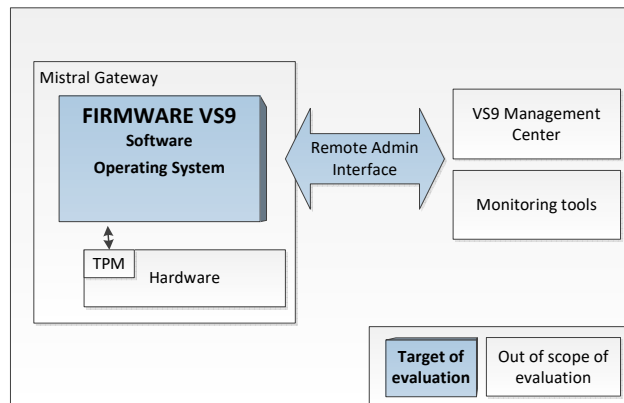 Mistral Gateway
FIRMWARE VS9
Software
Operating System
TPM
Hardware
Remote Admin
Interface
VS9 Management
Center
Monitoring tools
Target of
evaluation
Out of scope of
evaluation